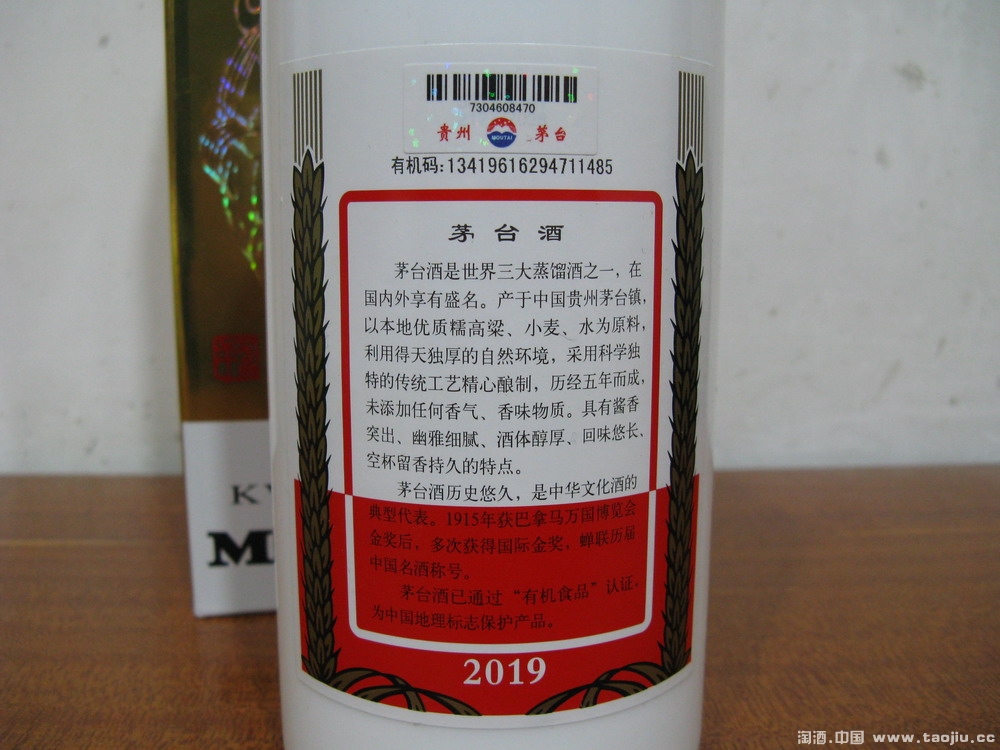 7304608470
贵州 MOUTAI 茅台
有机码:13419616294711485
茅台酒
茅台酒是世界三大蒸馏酒之一，在
国内外享有盛名。产于中国贵州茅台镇，
以本地优质糯高粱、小麦、水为原料，
利用得天独厚的自然环境，采用科学独
特的传统工艺精心酿制，历经五年而成，
未添加任何香气、香味物质。具有酱香
突出、幽雅细腻、酒体醇厚、回味悠长、
空杯留香持久的特点。
茅台酒历史悠久，是中华文化酒的
典型代表。1915年获巴拿马万国博览会
金奖后，多次获得国际金奖，蝉联历届
中国名酒称号。
茅台酒已通过“有机食品”认证，
为中国地理标志保护产品。
2019
淘酒.中国 www.taojiu.cc